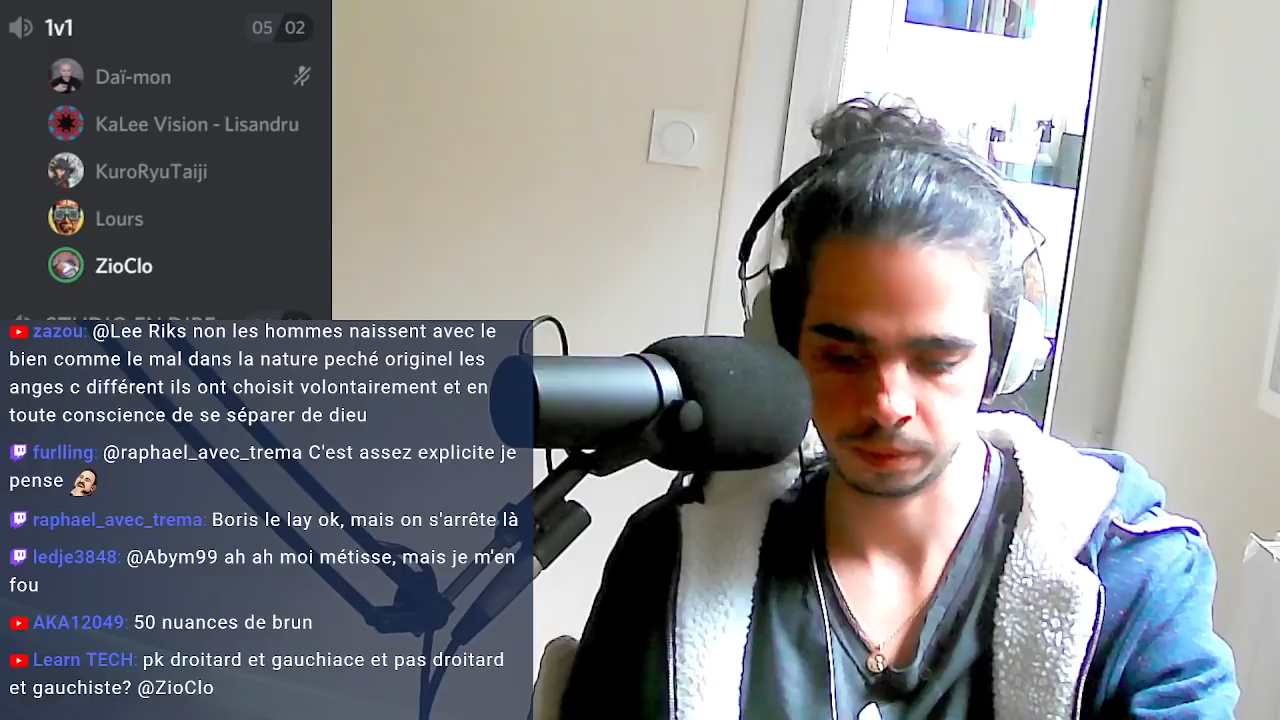 1v1
05 02
Daï-mon
KaLee Vision - Lisandru
KuroRyuTaiji
Lours
ZioClo
STUDIO EN DIRE
zazou: @Lee Riks non les hommes naissent avec le
bien comme le mal dans la nature peché originel les
anges c différent ils ont choisit volontairement et en
toute conscience de se séparer de dieu
furlling: @raphael_avec_trema C'est assez explicite je
pense
raphael_avec_trema: Boris le lay ok, mais on s'arrête là
ledje3848: @Abym99 ah ah moi métisse, mais je m'en
fou
AKA12049: 50 nuances de brun
Learn TECH: pk droitard et gauchiace et pas droitard
et gauchiste? @ZioClo